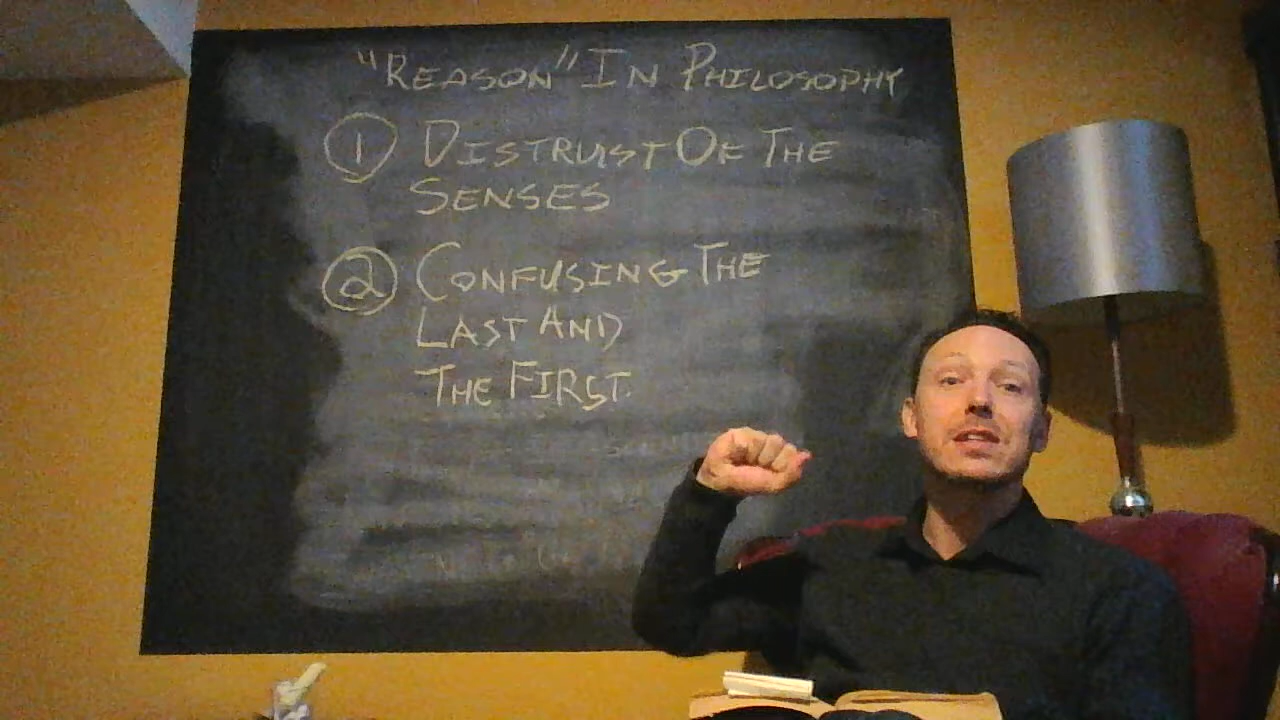 "REASON" IN PHILOSOPHY
① DISTRUST OF THE
SENSES
② CONFUSING THE
LAST AND
THE FIRST.